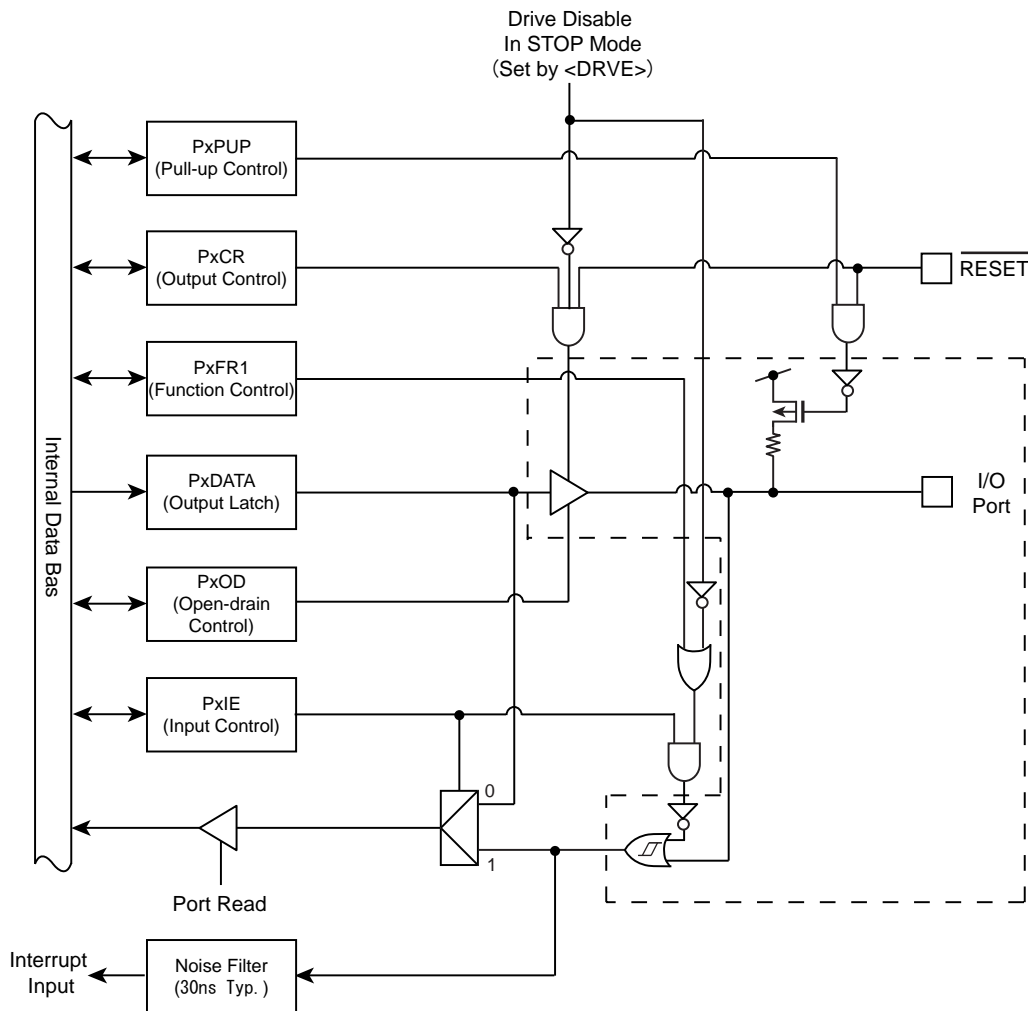 Drive Disable
In STOP Mode
(Set by <DRVE>)
PxPUP
(Pull-up Control)
PxCR
(Output Control)
RESET
PxFR1
(Function Control)
Internal Data Bas
PxDATA
(Output Latch)
I/O
Port
PxOD
(Open-drain
Control)
PxIE
(Input Control)
0
1
Port Read
Interrupt
Input
Noise Filter
(30ns Typ.)